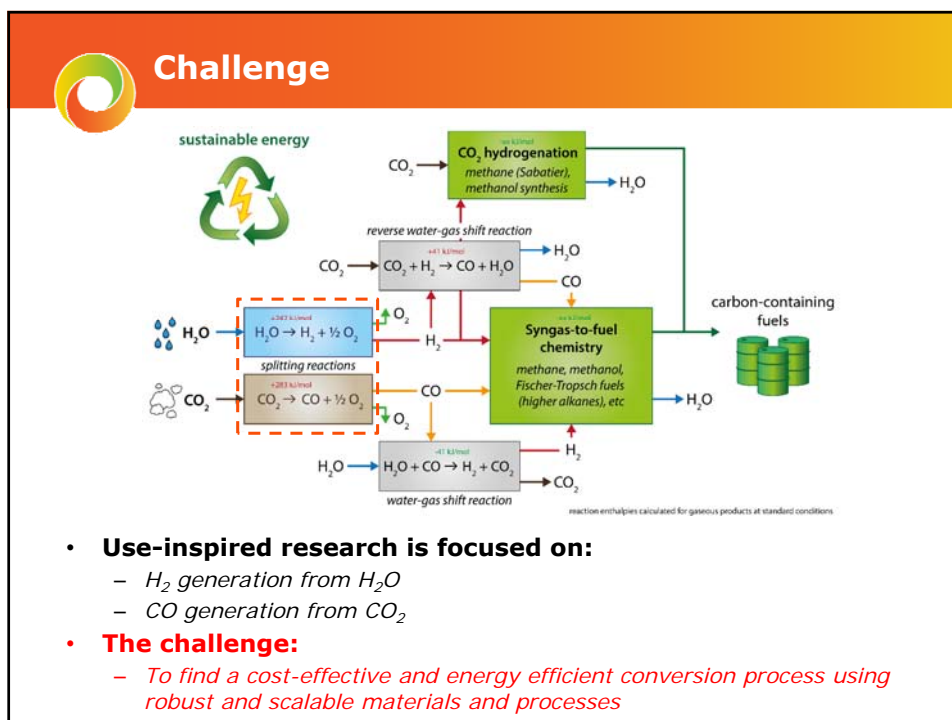 Challenge
sustainable energy
CO₂
CO₂ hydrogenation
methane (Sabatier),
methanol synthesis
H₂O
reverse water-gas shift reaction
+41 kJ/mol
CO₂
CO₂ + H₂ → CO + H₂O
H₂O
CO
carbon-containing
fuels
H₂O
H₂O → H₂ + ½ O₂
O₂
H₂
splitting reactions
Syngas-to-fuel
chemistry
methane, methanol,
Fischer-Tropsch fuels
(higher alkanes), etc
H₂O
CO₂
+283 kJ/mol
CO₂ → CO + ½ O₂
CO
O₂
H₂
H₂O
-41 kJ/mol
H₂O + CO → H₂ + CO₂
CO₂
water-gas shift reaction
reaction enthalpies calculated for gaseous products at standard conditions
• Use-inspired research is focused on:
– H₂ generation from H₂O
– CO generation from CO₂
• The challenge:
– To find a cost-effective and energy efficient conversion process using
robust and scalable materials and processes